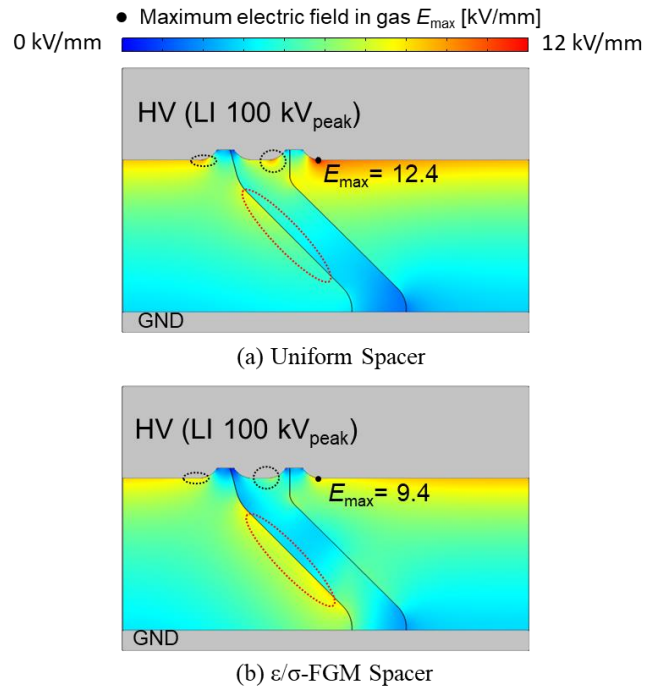 ● Maximum electric field in gas Emax [kV/mm]
0 kV/mm 12 kV/mm
HV (LI 100 kVpeak)
Emax= 12.4
GND
(a) Uniform Spacer
HV (LI 100 kVpeak)
Emax= 9.4
GND
(b) ε/σ-FGM Spacer